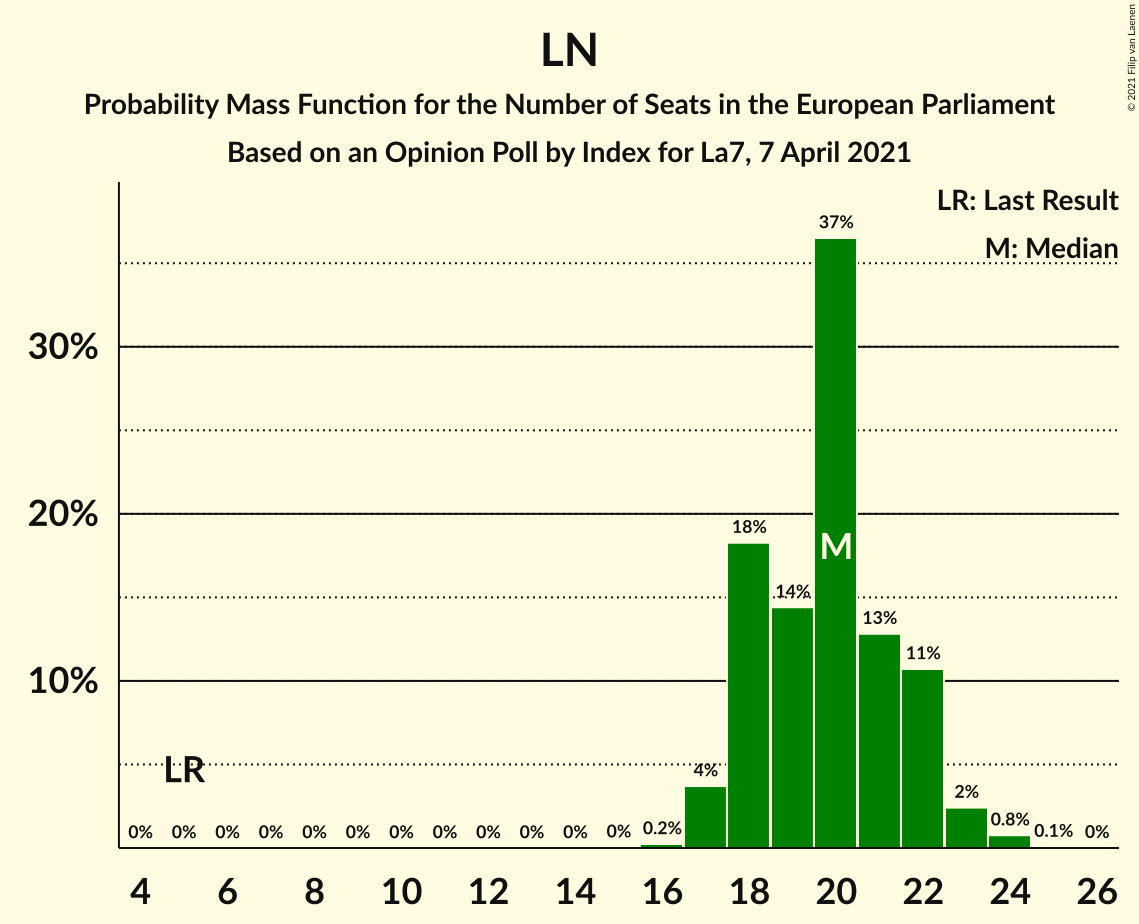 LN
Probability Mass Function for the Number of Seats in the European Parliament
Based on an Opinion Poll by Index for La7, 7 April 2021
© 2021 Filip van Laenen
LR: Last Result
M: Median
30%
20%
10%
LR
M
0% 0% 0% 0% 0% 0% 0% 0% 0% 0% 0% 0% 0.2% 4% 18% 14% 37% 13% 11% 2% 0.8% 0.1% 0%
4 6 8 10 12 14 16 18 20 22 24 26